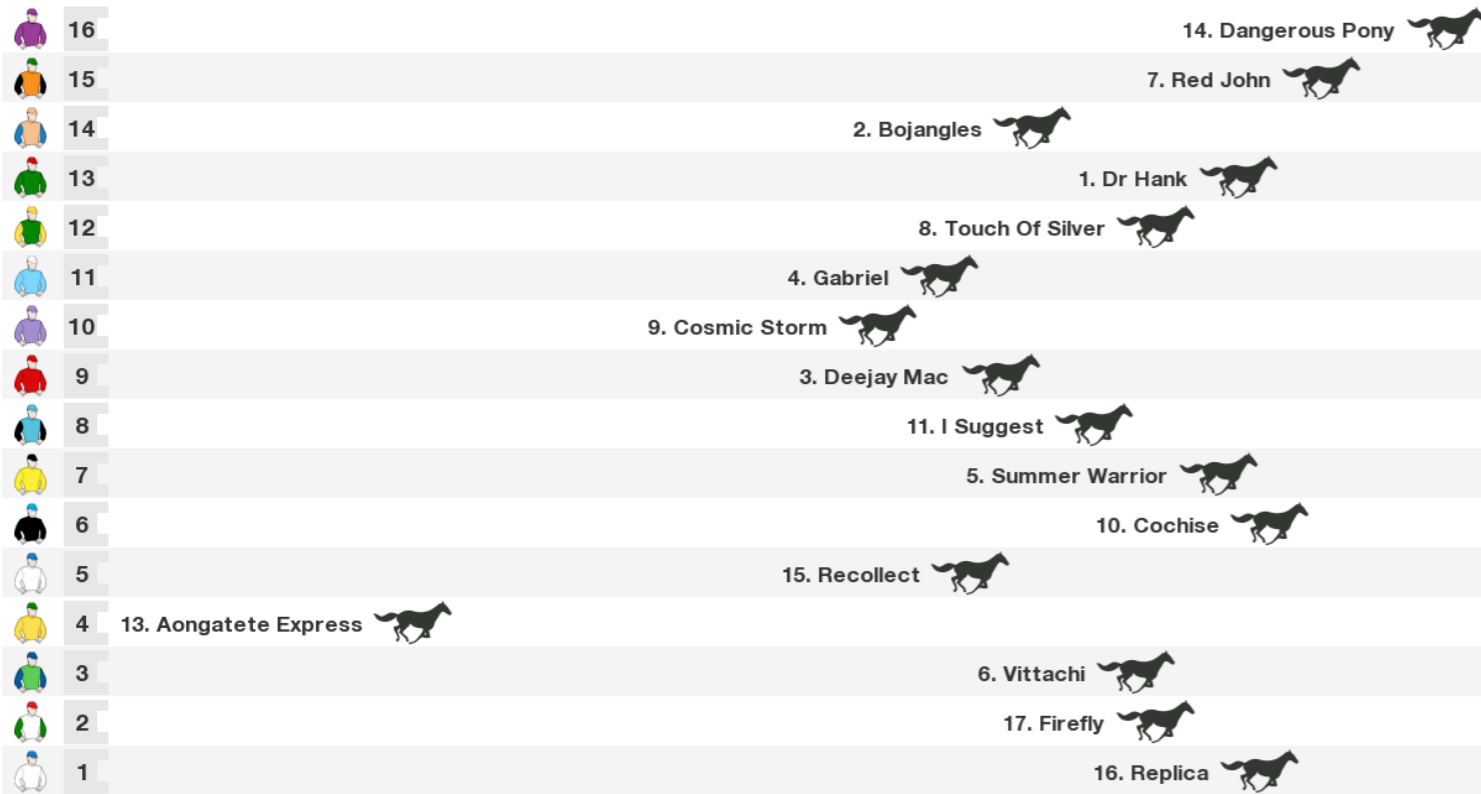 16 14. Dangerous Pony
15 7. Red John
14 2. Bojangles
13 1. Dr Hank
12 8. Touch Of Silver
11 4. Gabriel
10 9. Cosmic Storm
9 3. Deejay Mac
8 11. I Suggest
7 5. Summer Warrior
6 10. Cochise
5 15. Recollect
4 13. Aongatete Express
3 6. Vittachi
2 17. Firefly
1 16. Replica